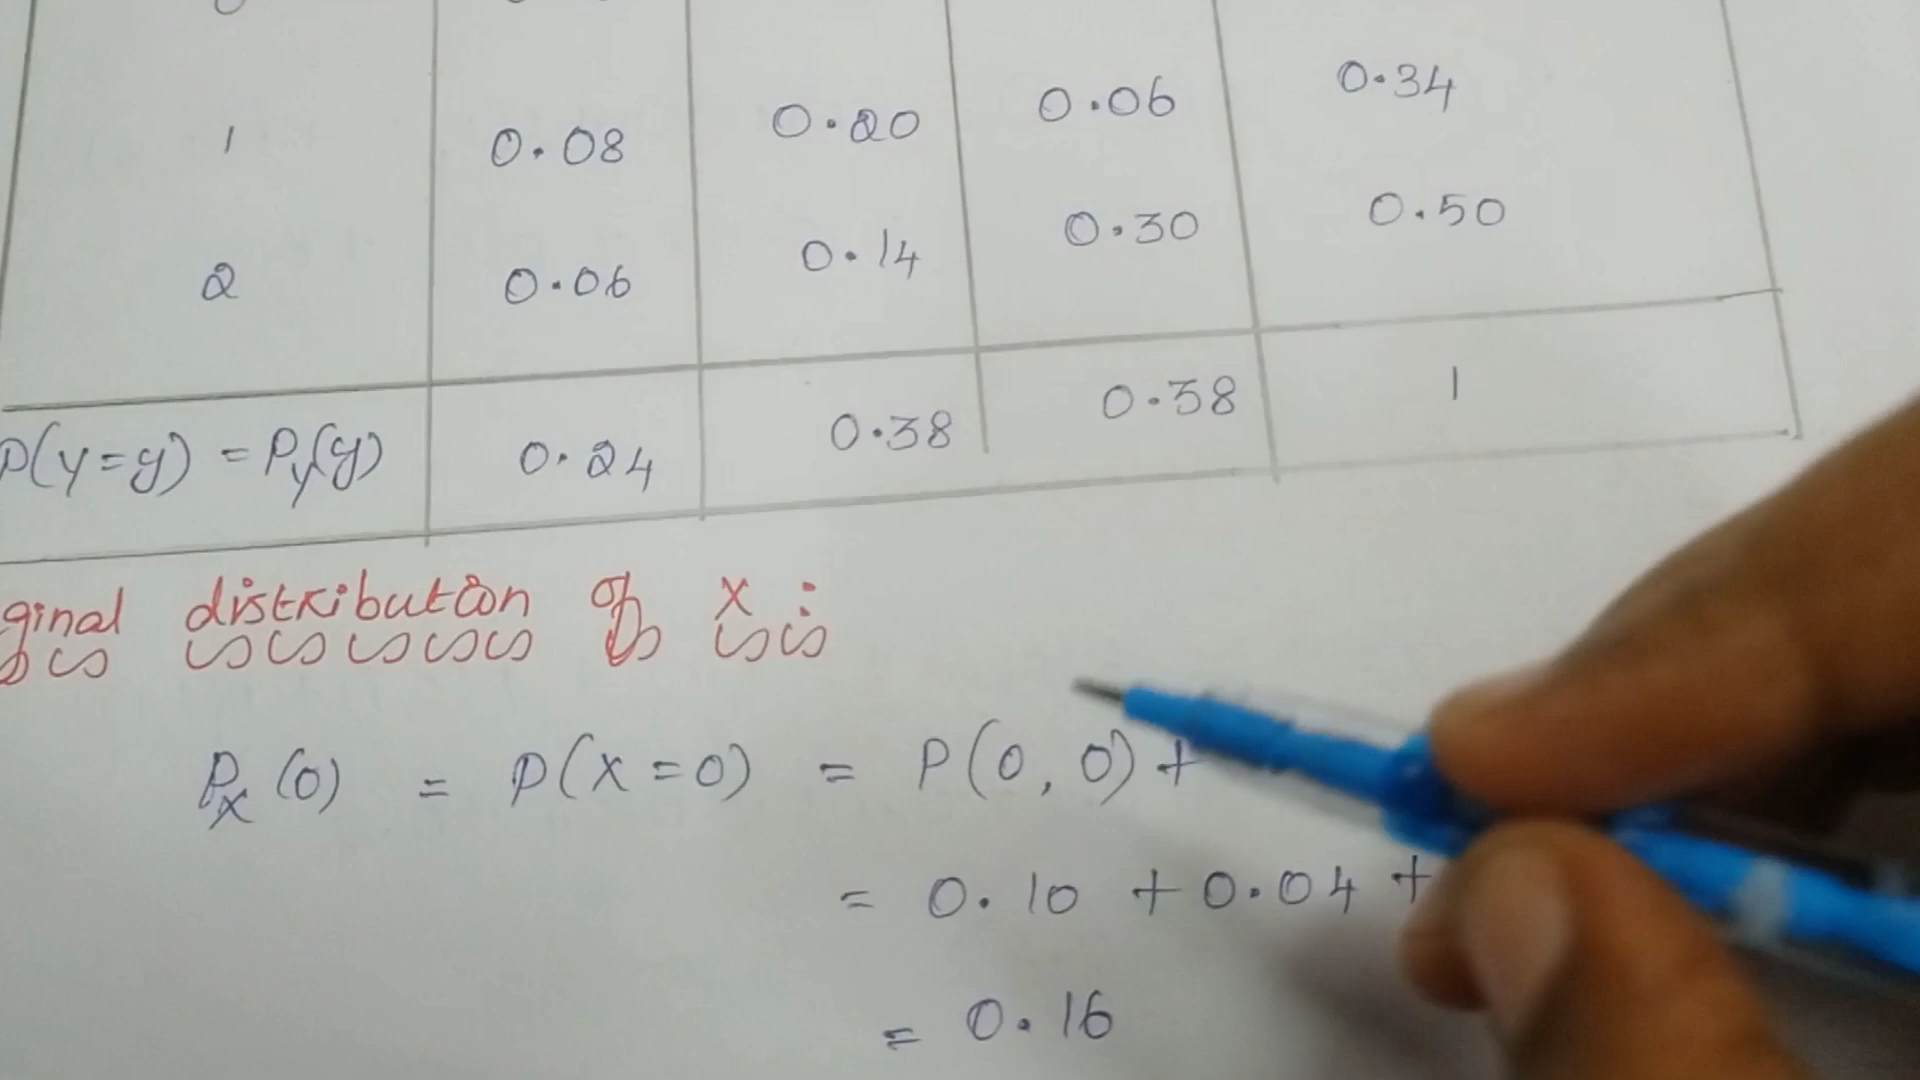 1 0.08 0.20 0.06 0.34
2 0.06 0.14 0.30 0.50
P(Y=y) = P_Y(y) 0.24 0.38 0.38 1
ginal distribution of X :
P_X (0) = P(X=0) = P(0,0) +
= 0.10 + 0.04 +
= 0.16